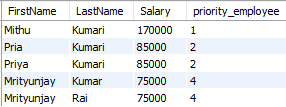 FirstName LastName Salary priority_employee
Mithu Kumari 170000 1
Pria Kumari 85000 2
Priya Kumari 85000 2
Mrityunjay Kumar 75000 4
Mrityunjay Rai 75000 4